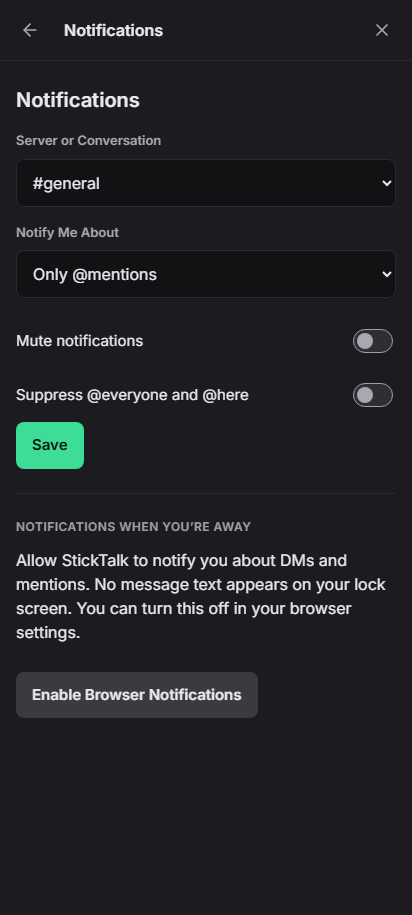 Notifications
Notifications
Server or Conversation
#general
Notify Me About
Only @mentions
Mute notifications
Suppress @everyone and @here
Save
NOTIFICATIONS WHEN YOU’RE AWAY
Allow StickTalk to notify you about DMs and
mentions. No message text appears on your lock
screen. You can turn this off in your browser
settings.
Enable Browser Notifications